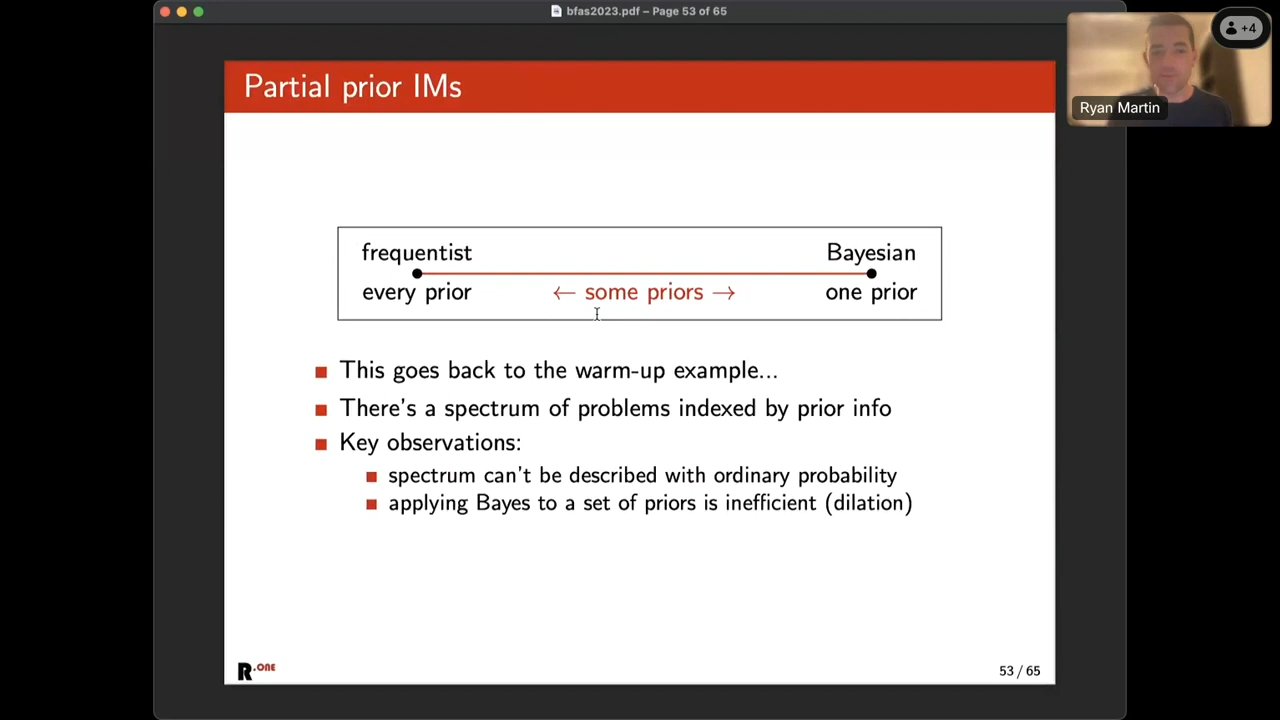 bfas2023.pdf – Page 53 of 65
+4
Ryan Martin
Partial prior IMs
frequentist Bayesian
every prior ← some priors → one prior
This goes back to the warm-up example...
There's a spectrum of problems indexed by prior info
Key observations:
spectrum can't be described with ordinary probability
applying Bayes to a set of priors is inefficient (dilation)
R.ONE
53 / 65